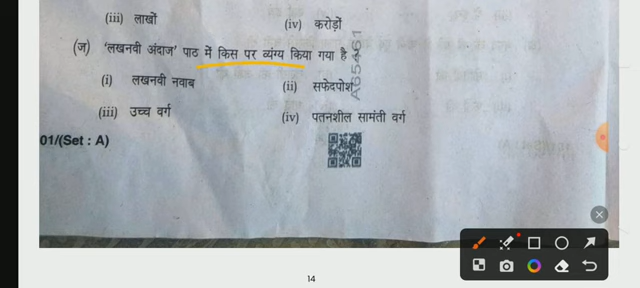 (iii) लाखों (iv) करोड़ों
(ज) 'लखनवी अंदाज' पाठ में किस पर व्यंग्य किया गया है ?
(i) लखनवी नवाब (ii) सफेदपोश
(iii) उच्च वर्ग (iv) पतनशील सामंती वर्ग
01/(Set : A)
A65461
14